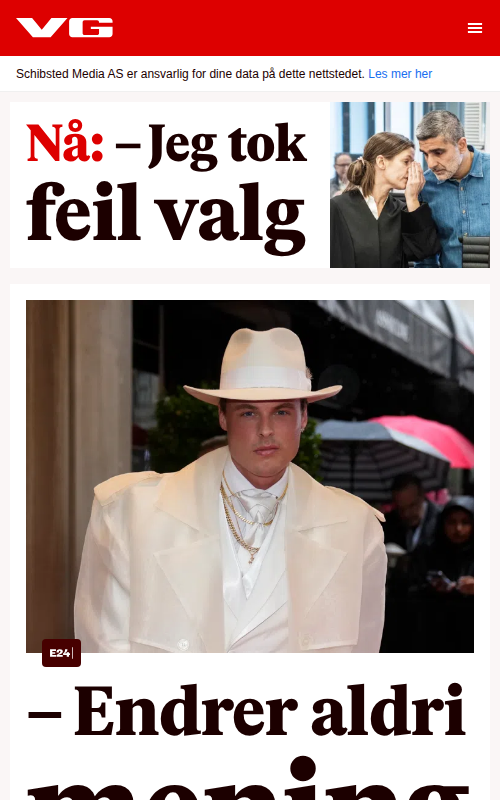 VG
Schibsted Media AS er ansvarlig for dine data på dette nettstedet. Les mer her
Nå: – Jeg tok
feil valg
E24
– Endrer aldri
mening